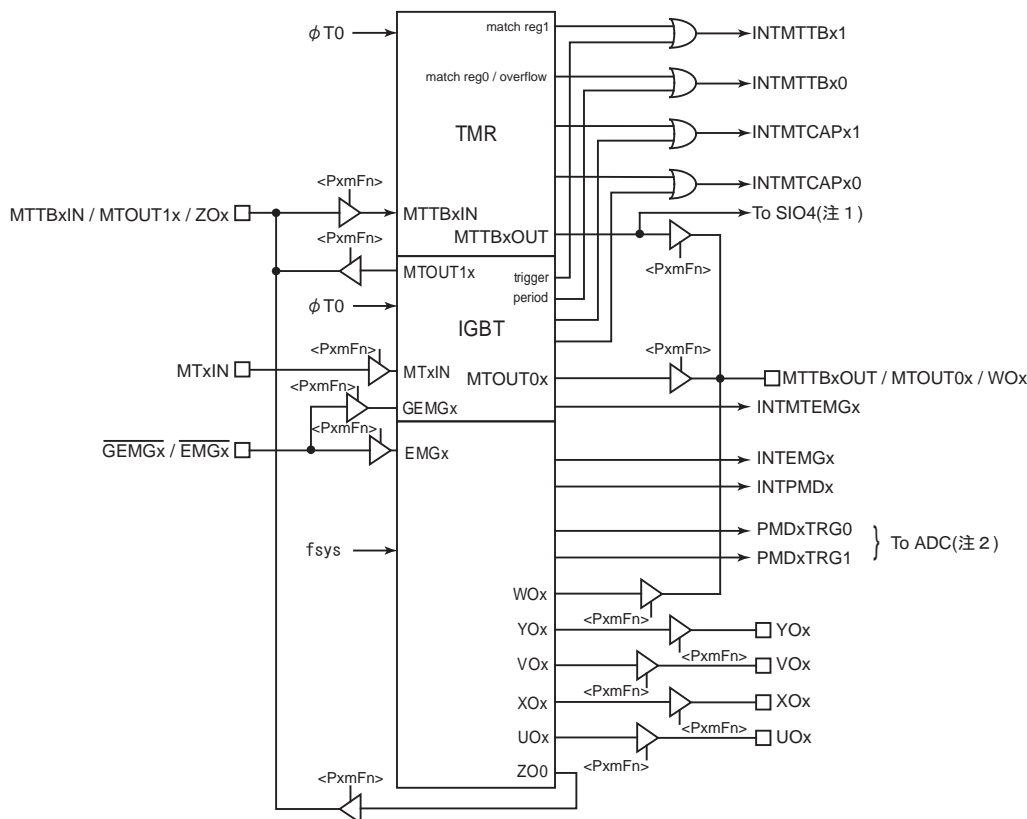 φT0
match reg1
INTMTTBx1
match reg0 / overflow
INTMTTBx0
TMR
INTMTCAPx1
<PxmFn>
INTMTCAPx0
MTTBxIN / MTOUT1x / ZOx
MTTBxIN
To SIO4(注1)
MTTBxOUT
<PxmFn>
<PxmFn>
MTOUT1x
trigger
φT0
period
IGBT
<PxmFn>
<PxmFn>
MTxIN
MTxIN
MTOUT0x
MTTBxOUT / MTOUT0x / WOx
<PxmFn>
GEMGx
INTMTEMGx
<PxmFn>
GEMGx / EMGx
EMGx
INTEMGx
INTPMDx
PMDxTRG0
To ADC(注2)
fsys
PMDxTRG1
WOx
<PxmFn>
YOx
YOx
<PxmFn>
VOx
VOx
<PxmFn>
XOx
XOx
<PxmFn>
UOx
UOx
<PxmFn>
ZO0
<PxmFn>